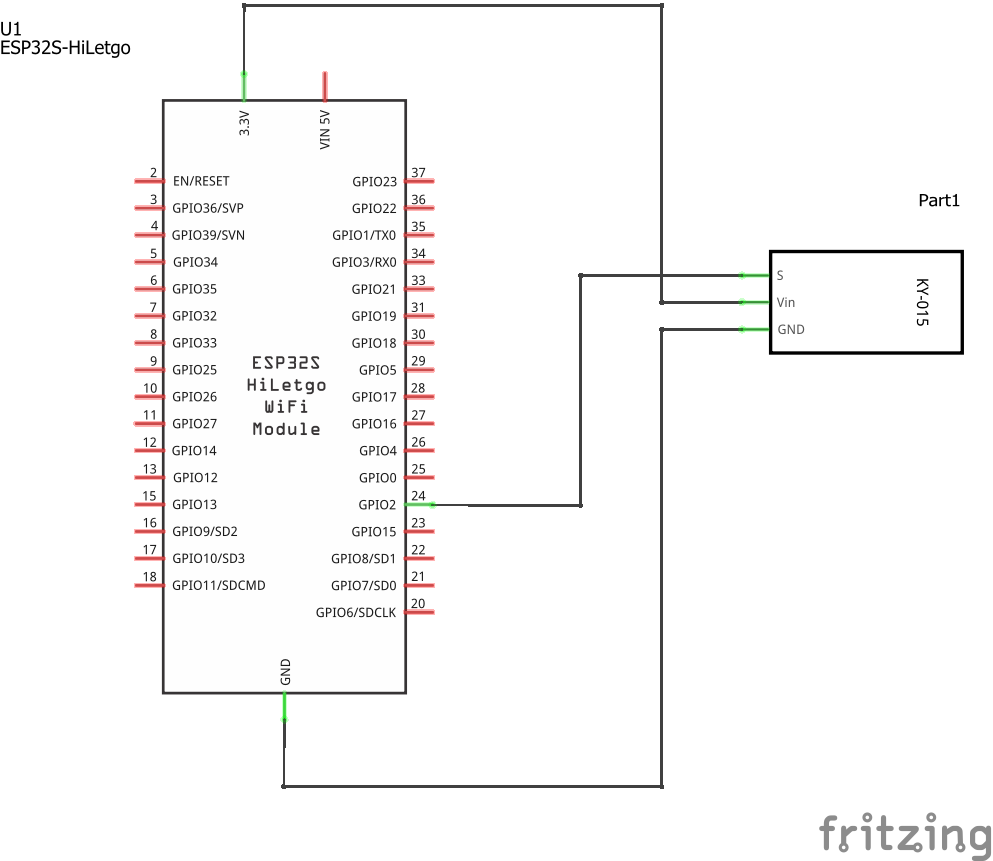 U1
ESP32S-HiLetgo
3.3V
VIN 5V
2 EN/RESET GPIO23 37
3 GPIO36/SVP GPIO22 36
4 GPIO39/SVN GPIO1/TX0 35
5 GPIO34 GPIO3/RX0 34
6 GPIO35 GPIO21 33
7 GPIO32 GPIO19 31
8 GPIO33 GPIO18 30
9 GPIO25 GPIO5 29
10 GPIO26 GPIO17 28
11 GPIO27 GPIO16 27
12 GPIO14 GPIO4 26
13 GPIO12 GPIO0 25
15 GPIO13 GPIO2 24
16 GPIO9/SD2 GPIO15 23
17 GPIO10/SD3 GPIO8/SD1 22
18 GPIO11/SDCMD GPIO7/SD0 21
GPIO6/SDCLK 20
ESP32S
HiLetgo
WiFi
Module
GND
Part1
S
Vin
GND
KY-015
fritzing